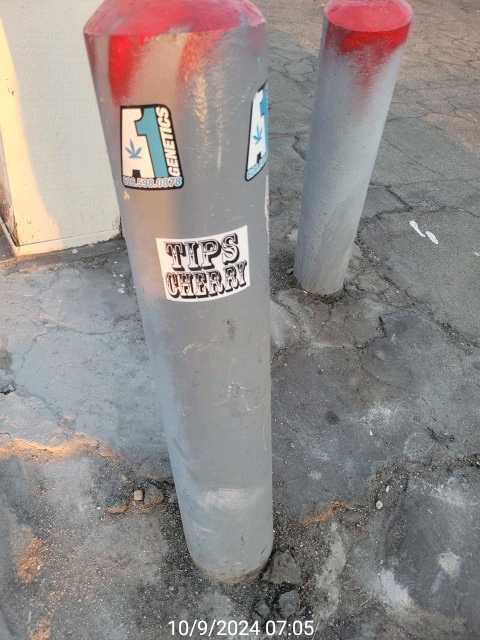 A1
GENETICS
TIPS
CHERRY
10/9/2024 07:05